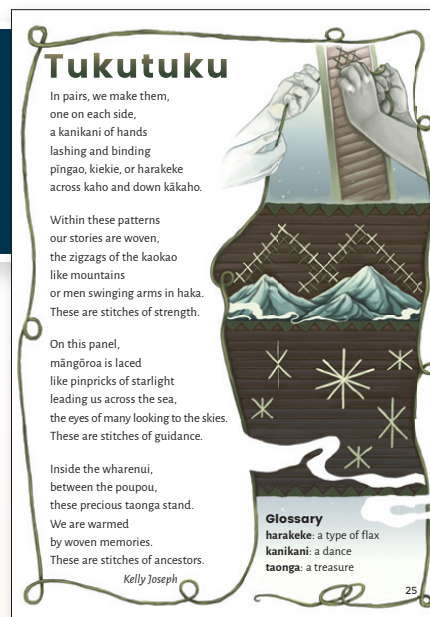 Tukutuku
In pairs, we make them,
one on each side,
a kanikani of hands
lashing and binding
pīngao, kiekie, or harakeke
across kaho and down kākaho.
Within these patterns
our stories are woven,
the zigzags of the kaokao
like mountains
or men swinging arms in haka.
These are stitches of strength.
On this panel,
māngōroa is laced
like pinpricks of starlight
leading us across the sea,
the eyes of many looking to the skies.
These are stitches of guidance.
Inside the wharenui,
between the poupou,
these precious taonga stand.
We are warmed
by woven memories.
These are stitches of ancestors.
Kelly Joseph
Glossary
harakeke: a type of flax
kanikani: a dance
taonga: a treasure
25